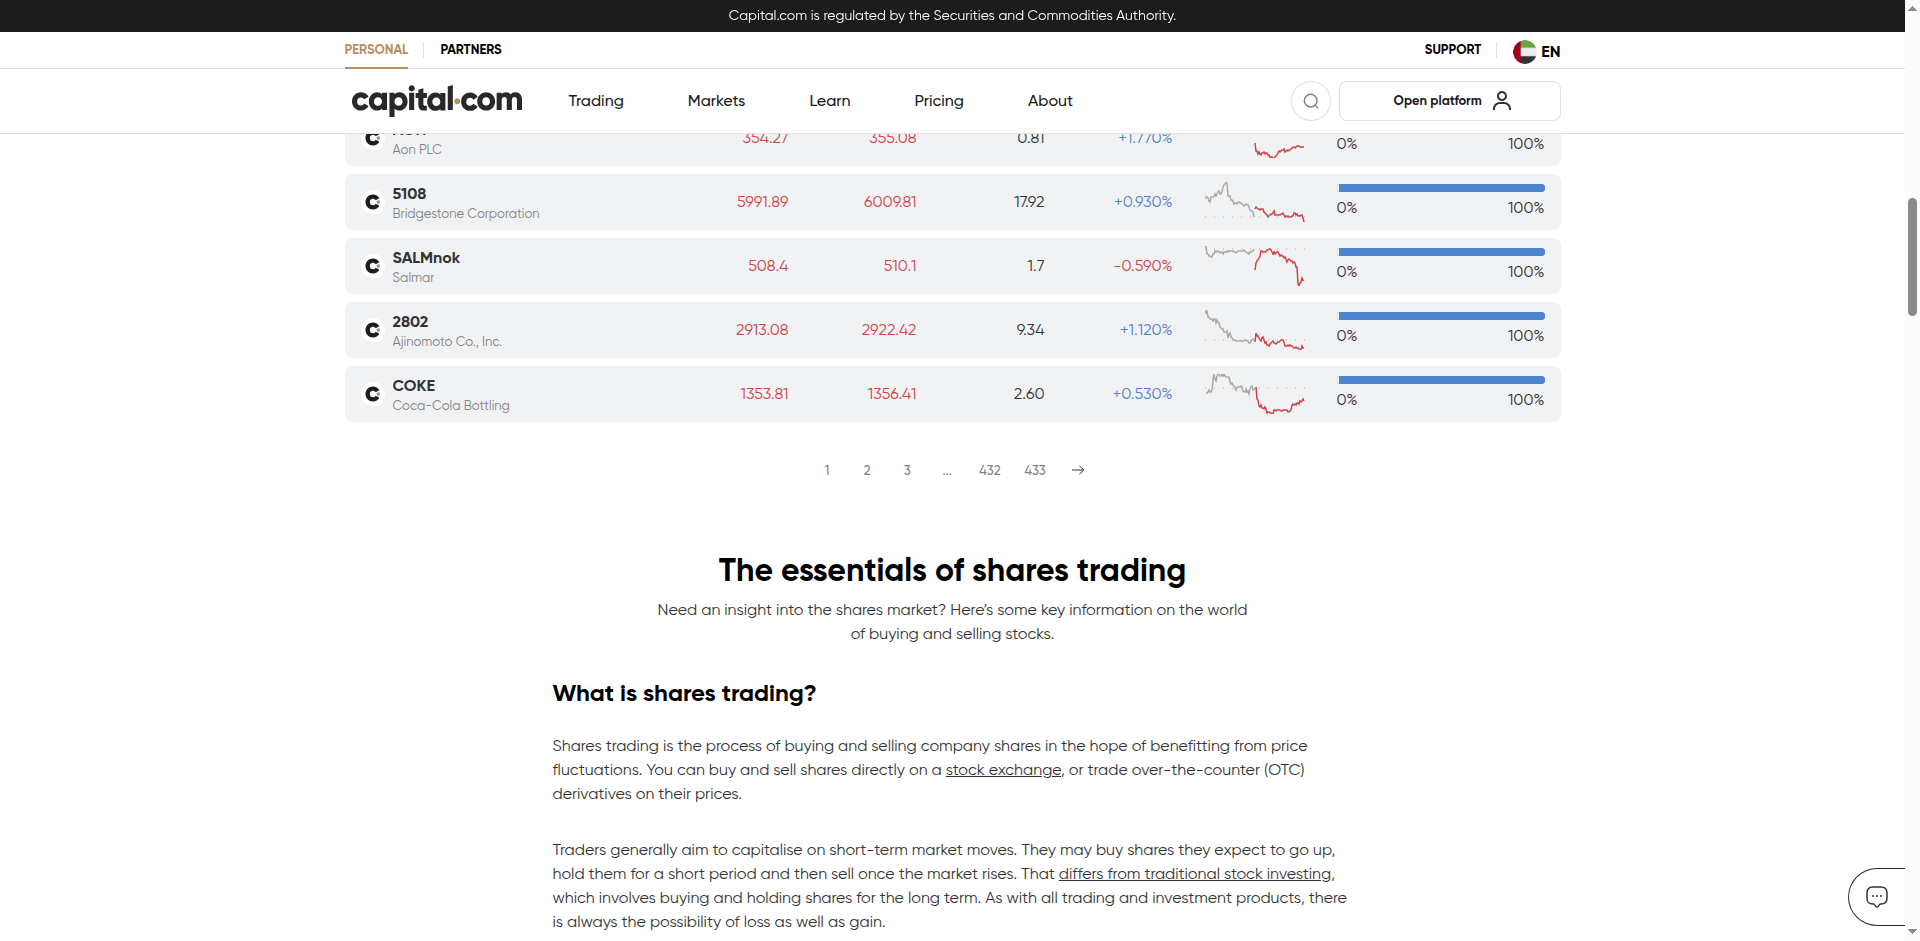 Capital.com is regulated by the Securities and Commodities Authority.
PERSONAL PARTNERS SUPPORT EN
capital.com Trading Markets Learn Pricing About Open platform
354.27 355.08 0.81 +1.770%
Aon PLC 0% 100%
5108
Bridgestone Corporation 5991.89 6009.81 17.92 +0.930% 0% 100%
SALMnok
Salmar 508.4 510.1 1.7 -0.590% 0% 100%
2802
Ajinomoto Co., Inc. 2913.08 2922.42 9.34 +1.120% 0% 100%
COKE
Coca-Cola Bottling 1353.81 1356.41 2.60 +0.530% 0% 100%
1 2 3 ... 432 433
The essentials of shares trading
Need an insight into the shares market? Here’s some key information on the world
of buying and selling stocks.
What is shares trading?
Shares trading is the process of buying and selling company shares in the hope of benefitting from price
fluctuations. You can buy and sell shares directly on a stock exchange, or trade over-the-counter (OTC)
derivatives on their prices.
Traders generally aim to capitalise on short-term market moves. They may buy shares they expect to go up,
hold them for a short period and then sell once the market rises. That differs from traditional stock investing,
which involves buying and holding shares for the long term. As with all trading and investment products, there
is always the possibility of loss as well as gain.